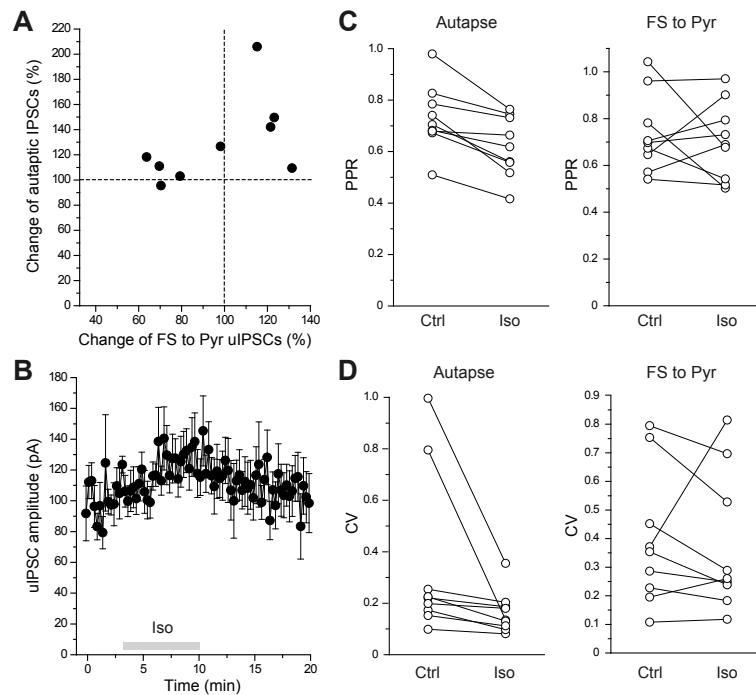 A
220
200
180
160
140
120
100
80
60
40
20
0
Change of autaptic IPSCs (%)
40 60 80 100 120 140
Change of FS to Pyr uIPSCs (%)
C
Autapse
1.0
0.8
0.6
0.4
0.2
0
PPR
Ctrl Iso
FS to Pyr
1.0
0.8
0.6
0.4
0.2
0
PPR
Ctrl Iso
B
180
160
140
120
100
80
60
40
20
0
uIPSC amplitude (pA)
Iso
0 5 10 15 20
Time (min)
D
Autapse
1.0
0.8
0.6
0.4
0.2
0
CV
Ctrl Iso
FS to Pyr
0.9
0.8
0.7
0.6
0.5
0.4
0.3
0.2
0.1
0
CV
Ctrl Iso